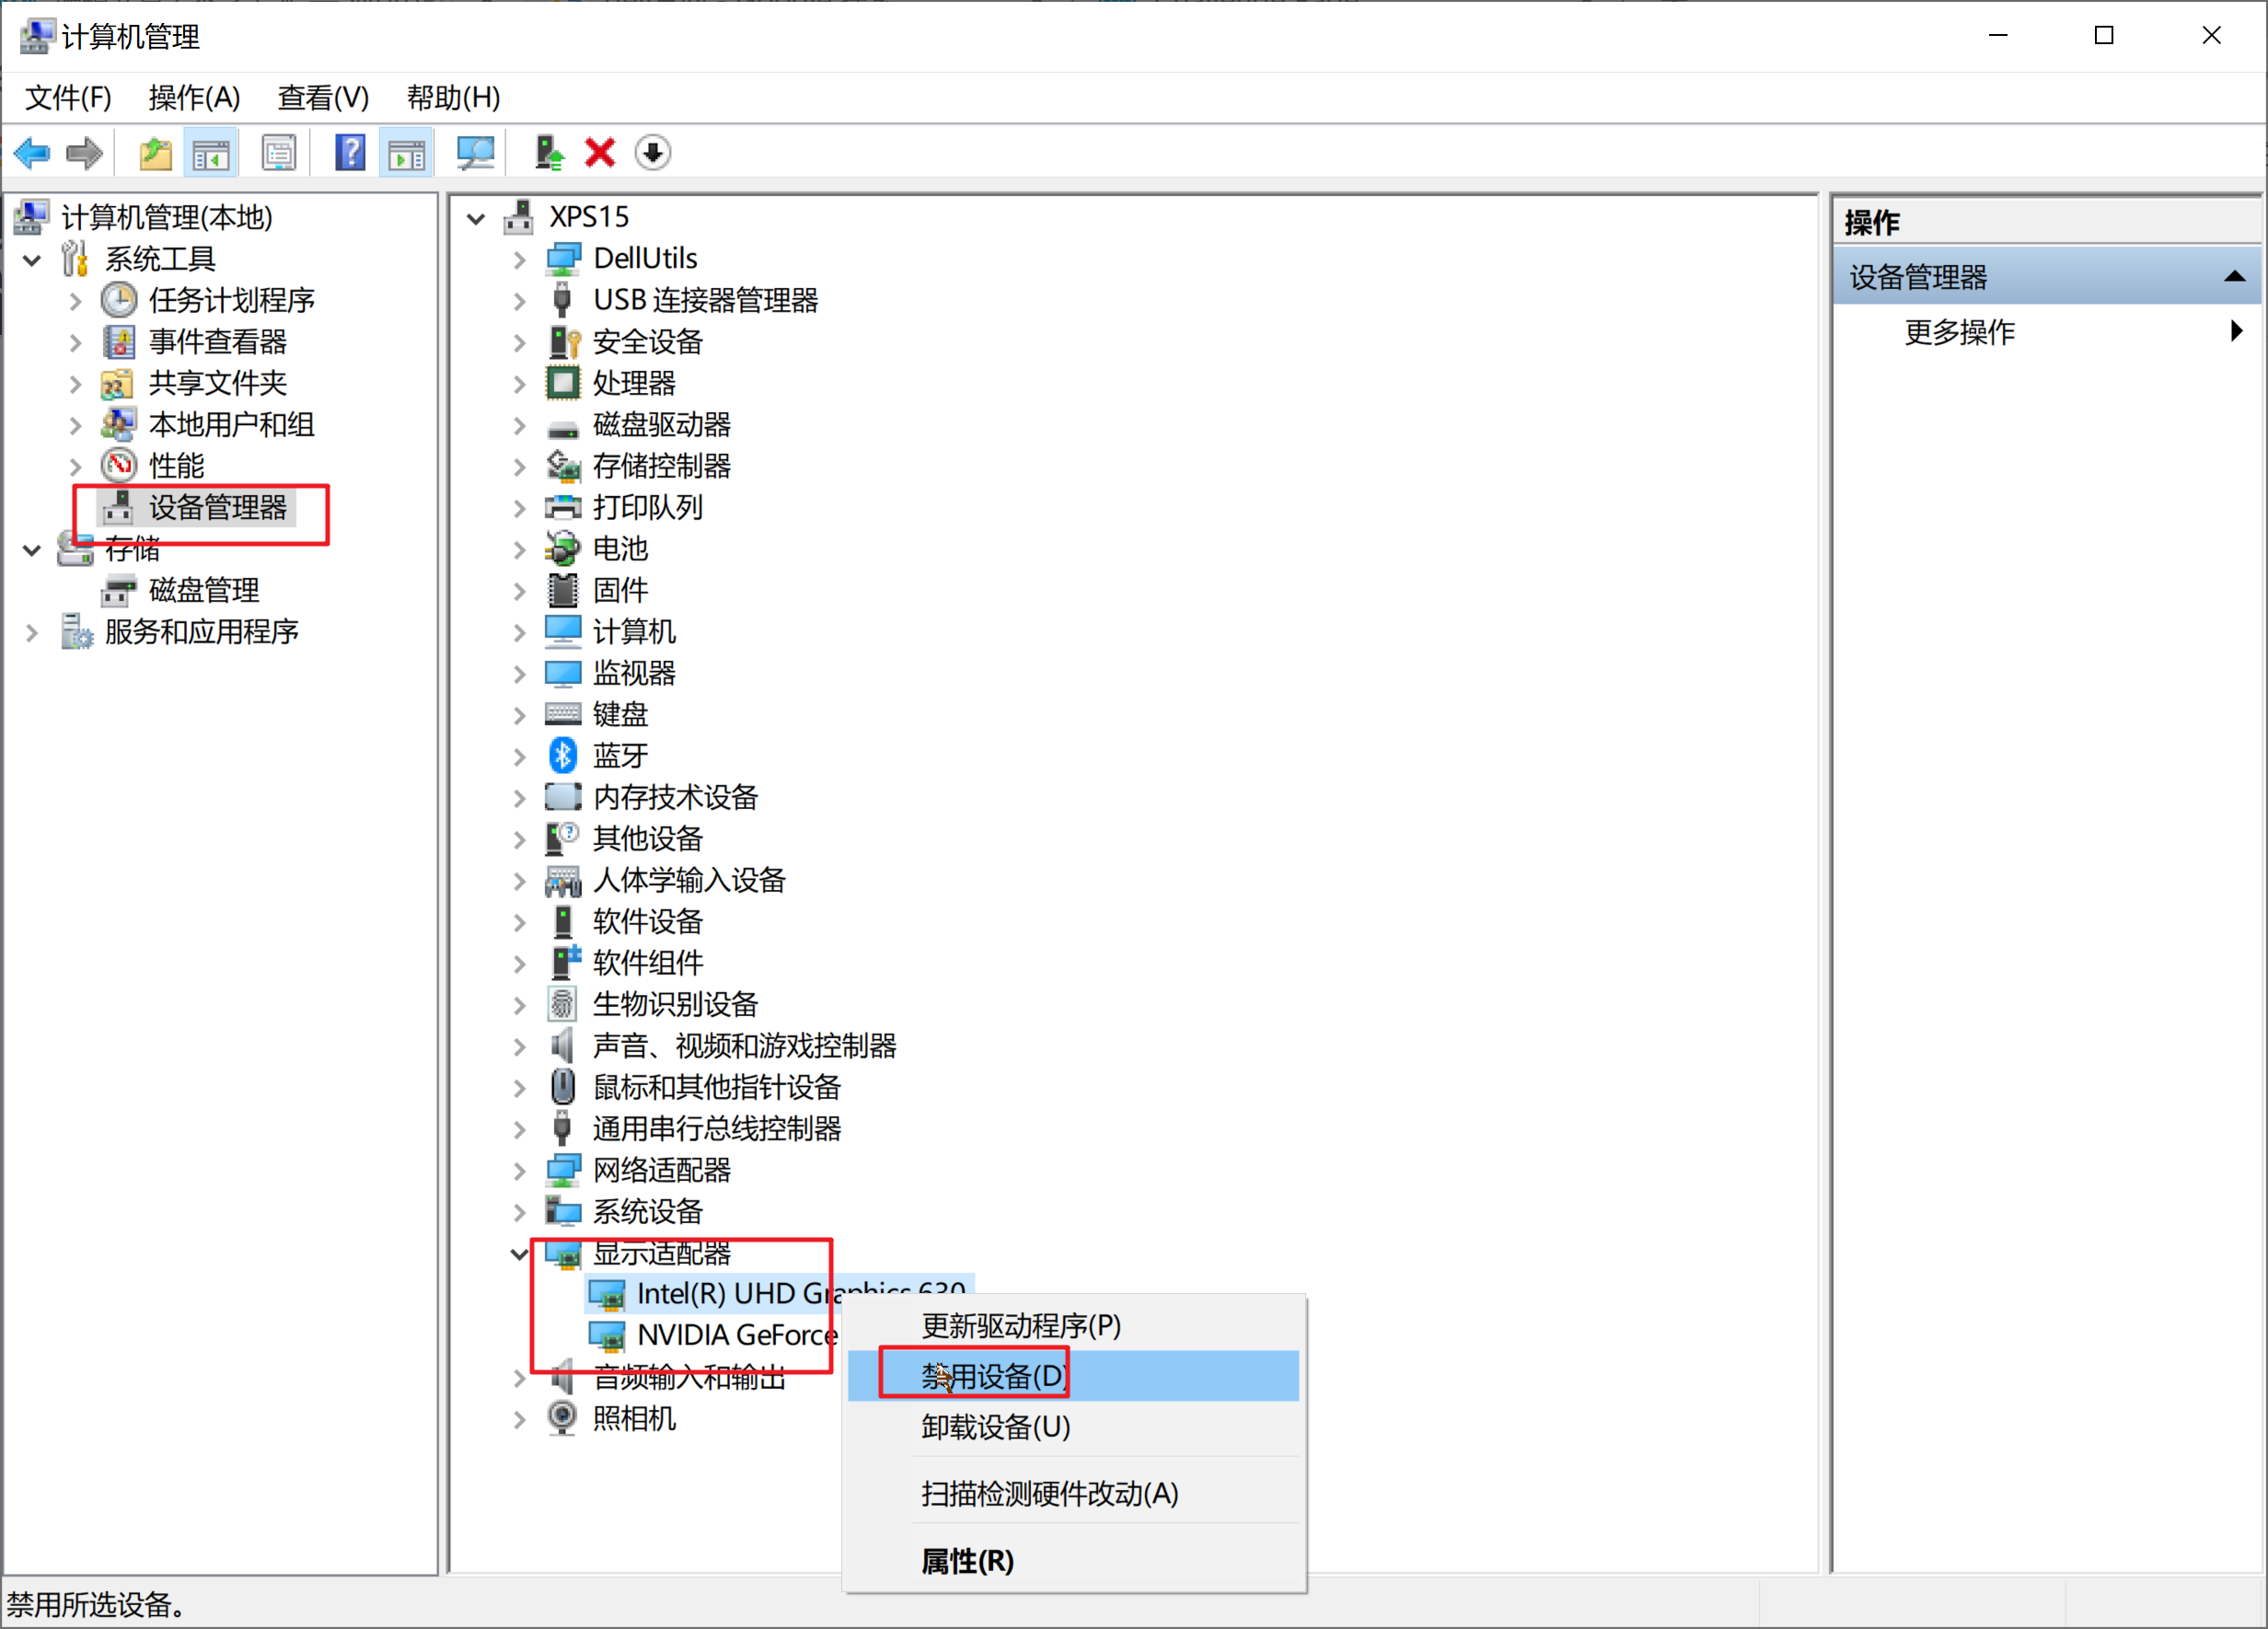 计算机管理
文件(F) 操作(A) 查看(V) 帮助(H)
计算机管理(本地)
系统工具
任务计划程序
事件查看器
共享文件夹
本地用户和组
性能
设备管理器
存储
磁盘管理
服务和应用程序
XPS15
DellUtils
USB 连接器管理器
安全设备
处理器
磁盘驱动器
存储控制器
打印队列
电池
固件
计算机
监视器
键盘
蓝牙
内存技术设备
其他设备
人体学输入设备
软件设备
软件组件
生物识别设备
声音、视频和游戏控制器
鼠标和其他指针设备
通用串行总线控制器
网络适配器
系统设备
显示适配器
Intel(R) UHD Graphics 630
NVIDIA GeForce
音频输入和输出
照相机
更新驱动程序(P)
禁用设备(D)
卸载设备(U)
扫描检测硬件改动(A)
属性(R)
操作
设备管理器
更多操作
禁用所选设备。